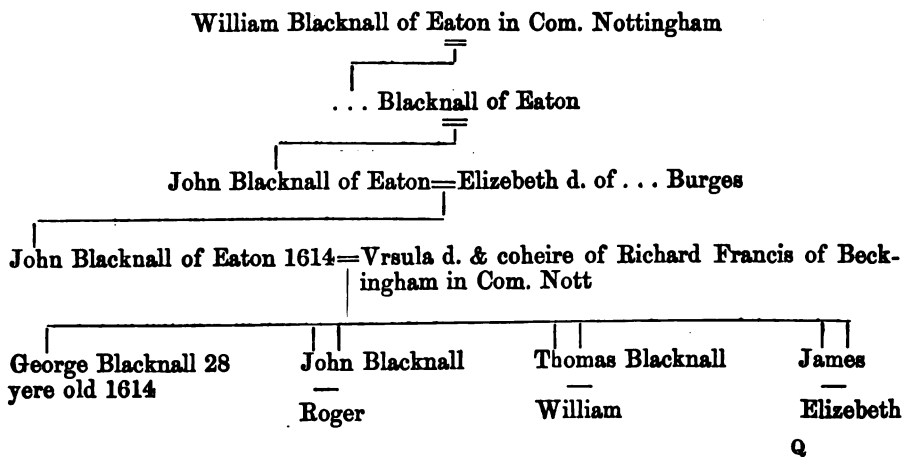 William Blacknall of Eaton in Com. Nottingham
... Blacknall of Eaton
John Blacknall of Eaton=Elizebeth d. of ... Burges
John Blacknall of Eaton 1614=Vrsula d. & coheire of Richard Francis of Beck-
ingham in Com. Nott
George Blacknall 28
yere old 1614
John Blacknall
Roger
Thomas Blacknall
William
James
Elizebeth
Q